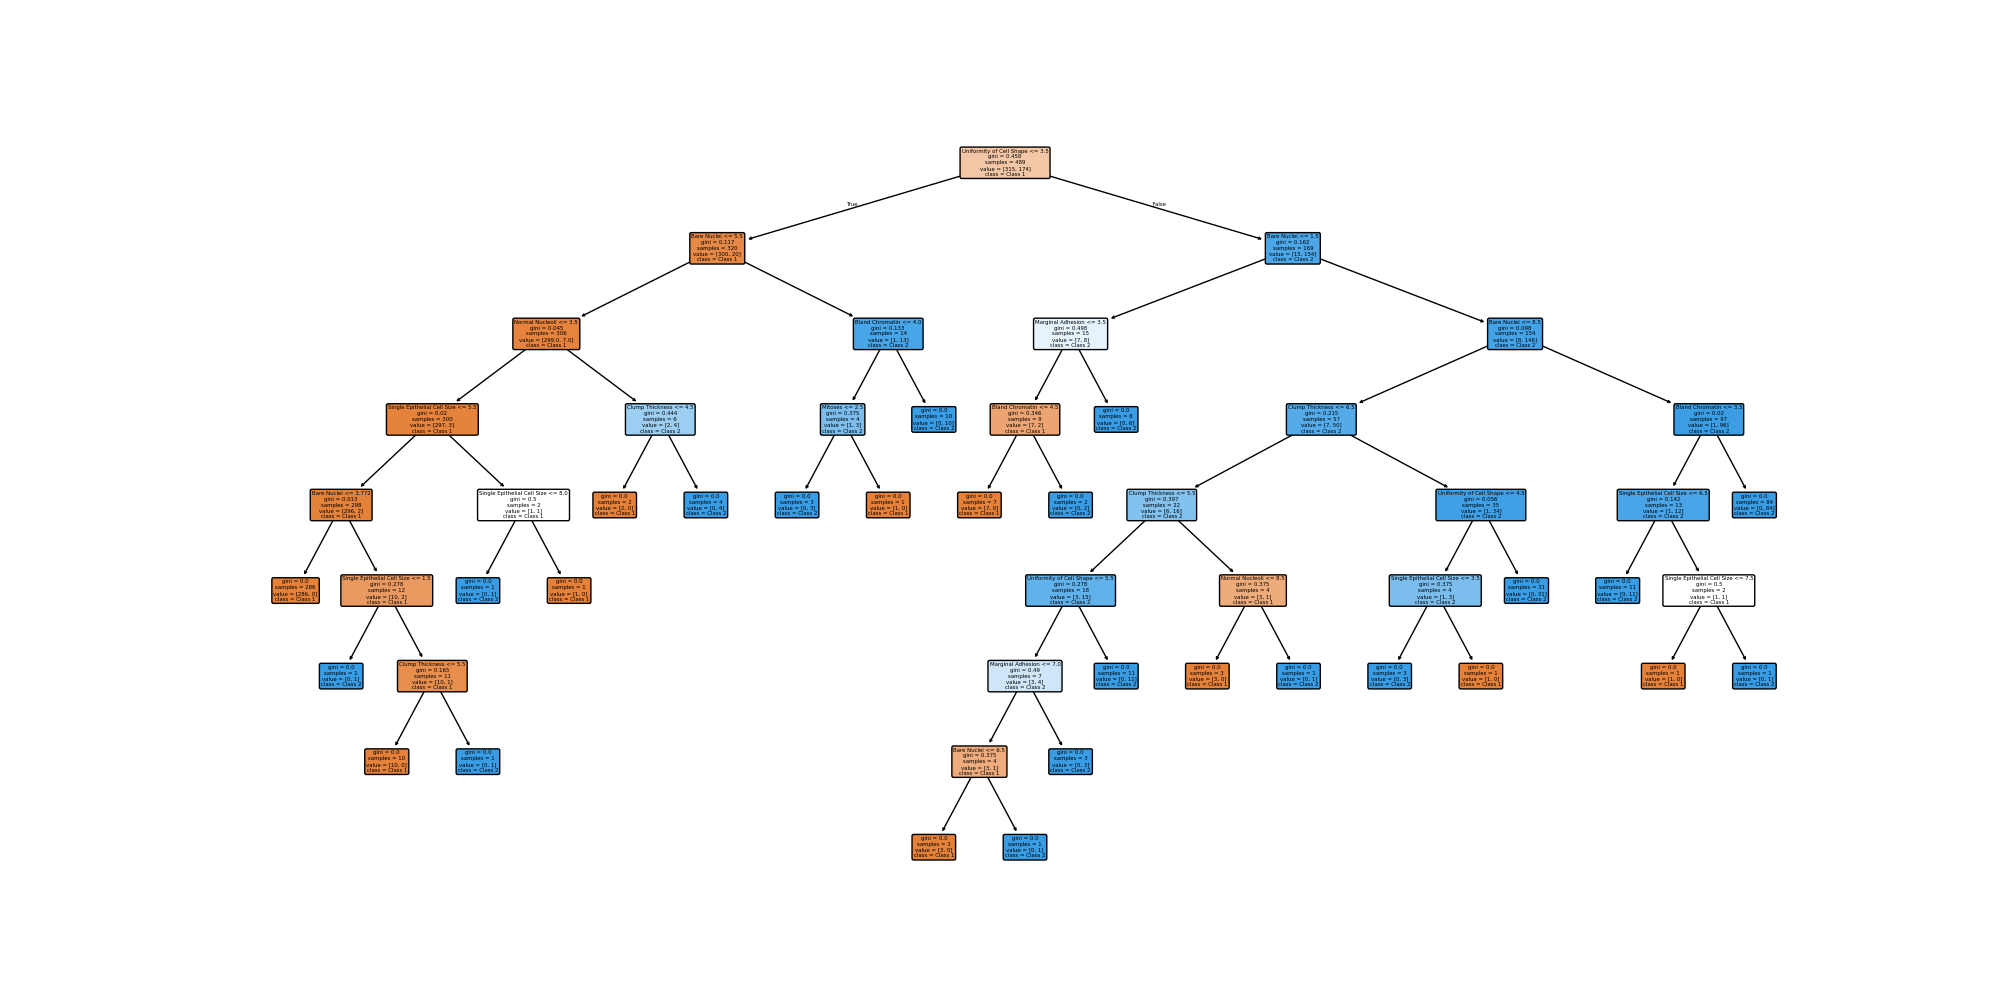 Uniformity of Cell Shape <= 3.5
gini = 0.458
samples = 489
value = [315, 174]
class = Class 1
True
False
Bare Nuclei <= 5.5
gini = 0.117
samples = 320
value = [300, 20]
class = Class 1
Bare Nuclei <= 1.5
gini = 0.162
samples = 169
value = [15, 154]
class = Class 2
Normal Nucleoli <= 3.5
gini = 0.045
samples = 306
value = [299.0, 7.0]
class = Class 1
Bland Chromatin <= 4.0
gini = 0.133
samples = 14
value = [1, 13]
class = Class 2
Marginal Adhesion <= 3.5
gini = 0.498
samples = 15
value = [7, 8]
class = Class 2
Bare Nuclei <= 8.5
gini = 0.098
samples = 154
value = [8, 146]
class = Class 2
Single Epithelial Cell Size <= 5.5
gini = 0.02
samples = 300
value = [297, 3]
class = Class 1
Clump Thickness <= 4.5
gini = 0.444
samples = 6
value = [2, 4]
class = Class 2
Mitoses <= 2.5
gini = 0.375
samples = 4
value = [1, 3]
class = Class 2
gini = 0.0
samples = 10
value = [0, 10]
class = Class 2
Bland Chromatin <= 4.5
gini = 0.346
samples = 9
value = [7, 2]
class = Class 1
gini = 0.0
samples = 6
value = [0, 6]
class = Class 2
Clump Thickness <= 6.5
gini = 0.215
samples = 57
value = [7, 50]
class = Class 2
Bland Chromatin <= 3.5
gini = 0.02
samples = 97
value = [1, 96]
class = Class 2
Bare Nuclei <= 3.772
gini = 0.013
samples = 298
value = [296, 2]
class = Class 1
Single Epithelial Cell Size <= 8.0
gini = 0.5
samples = 2
value = [1, 1]
class = Class 1
gini = 0.0
samples = 2
value = [2, 0]
class = Class 1
gini = 0.0
samples = 4
value = [0, 4]
class = Class 2
gini = 0.0
samples = 3
value = [0, 3]
class = Class 2
gini = 0.0
samples = 1
value = [1, 0]
class = Class 1
gini = 0.0
samples = 7
value = [7, 0]
class = Class 1
gini = 0.0
samples = 2
value = [0, 2]
class = Class 2
Clump Thickness <= 5.5
gini = 0.397
samples = 22
value = [6, 16]
class = Class 2
Uniformity of Cell Shape <= 4.5
gini = 0.056
samples = 35
value = [1, 34]
class = Class 2
Single Epithelial Cell Size <= 6.5
gini = 0.142
samples = 13
value = [1, 12]
class = Class 2
gini = 0.0
samples = 84
value = [0, 84]
class = Class 2
gini = 0.0
samples = 286
value = [286, 0]
class = Class 1
Single Epithelial Cell Size <= 1.5
gini = 0.278
samples = 12
value = [10, 2]
class = Class 1
gini = 0.0
samples = 1
value = [0, 1]
class = Class 2
gini = 0.0
samples = 1
value = [1, 0]
class = Class 1
Uniformity of Cell Shape <= 5.5
gini = 0.278
samples = 18
value = [3, 15]
class = Class 2
Normal Nucleoli <= 8.5
gini = 0.375
samples = 4
value = [3, 1]
class = Class 1
Single Epithelial Cell Size <= 3.5
gini = 0.375
samples = 4
value = [1, 3]
class = Class 2
gini = 0.0
samples = 31
value = [0, 31]
class = Class 2
gini = 0.0
samples = 11
value = [0, 11]
class = Class 2
Single Epithelial Cell Size <= 7.5
gini = 0.5
samples = 2
value = [1, 1]
class = Class 1
gini = 0.0
samples = 1
value = [0, 1]
class = Class 2
Clump Thickness <= 5.5
gini = 0.165
samples = 11
value = [10, 1]
class = Class 1
Marginal Adhesion <= 7.0
gini = 0.49
samples = 7
value = [3, 4]
class = Class 2
gini = 0.0
samples = 11
value = [0, 11]
class = Class 2
gini = 0.0
samples = 3
value = [3, 0]
class = Class 1
gini = 0.0
samples = 1
value = [0, 1]
class = Class 2
gini = 0.0
samples = 3
value = [0, 3]
class = Class 2
gini = 0.0
samples = 1
value = [1, 0]
class = Class 1
gini = 0.0
samples = 1
value = [1, 0]
class = Class 1
gini = 0.0
samples = 1
value = [0, 1]
class = Class 2
gini = 0.0
samples = 10
value = [10, 0]
class = Class 1
gini = 0.0
samples = 1
value = [0, 1]
class = Class 2
Bare Nuclei <= 6.5
gini = 0.375
samples = 4
value = [3, 1]
class = Class 1
gini = 0.0
samples = 3
value = [0, 3]
class = Class 2
gini = 0.0
samples = 3
value = [3, 0]
class = Class 1
gini = 0.0
samples = 1
value = [0, 1]
class = Class 2